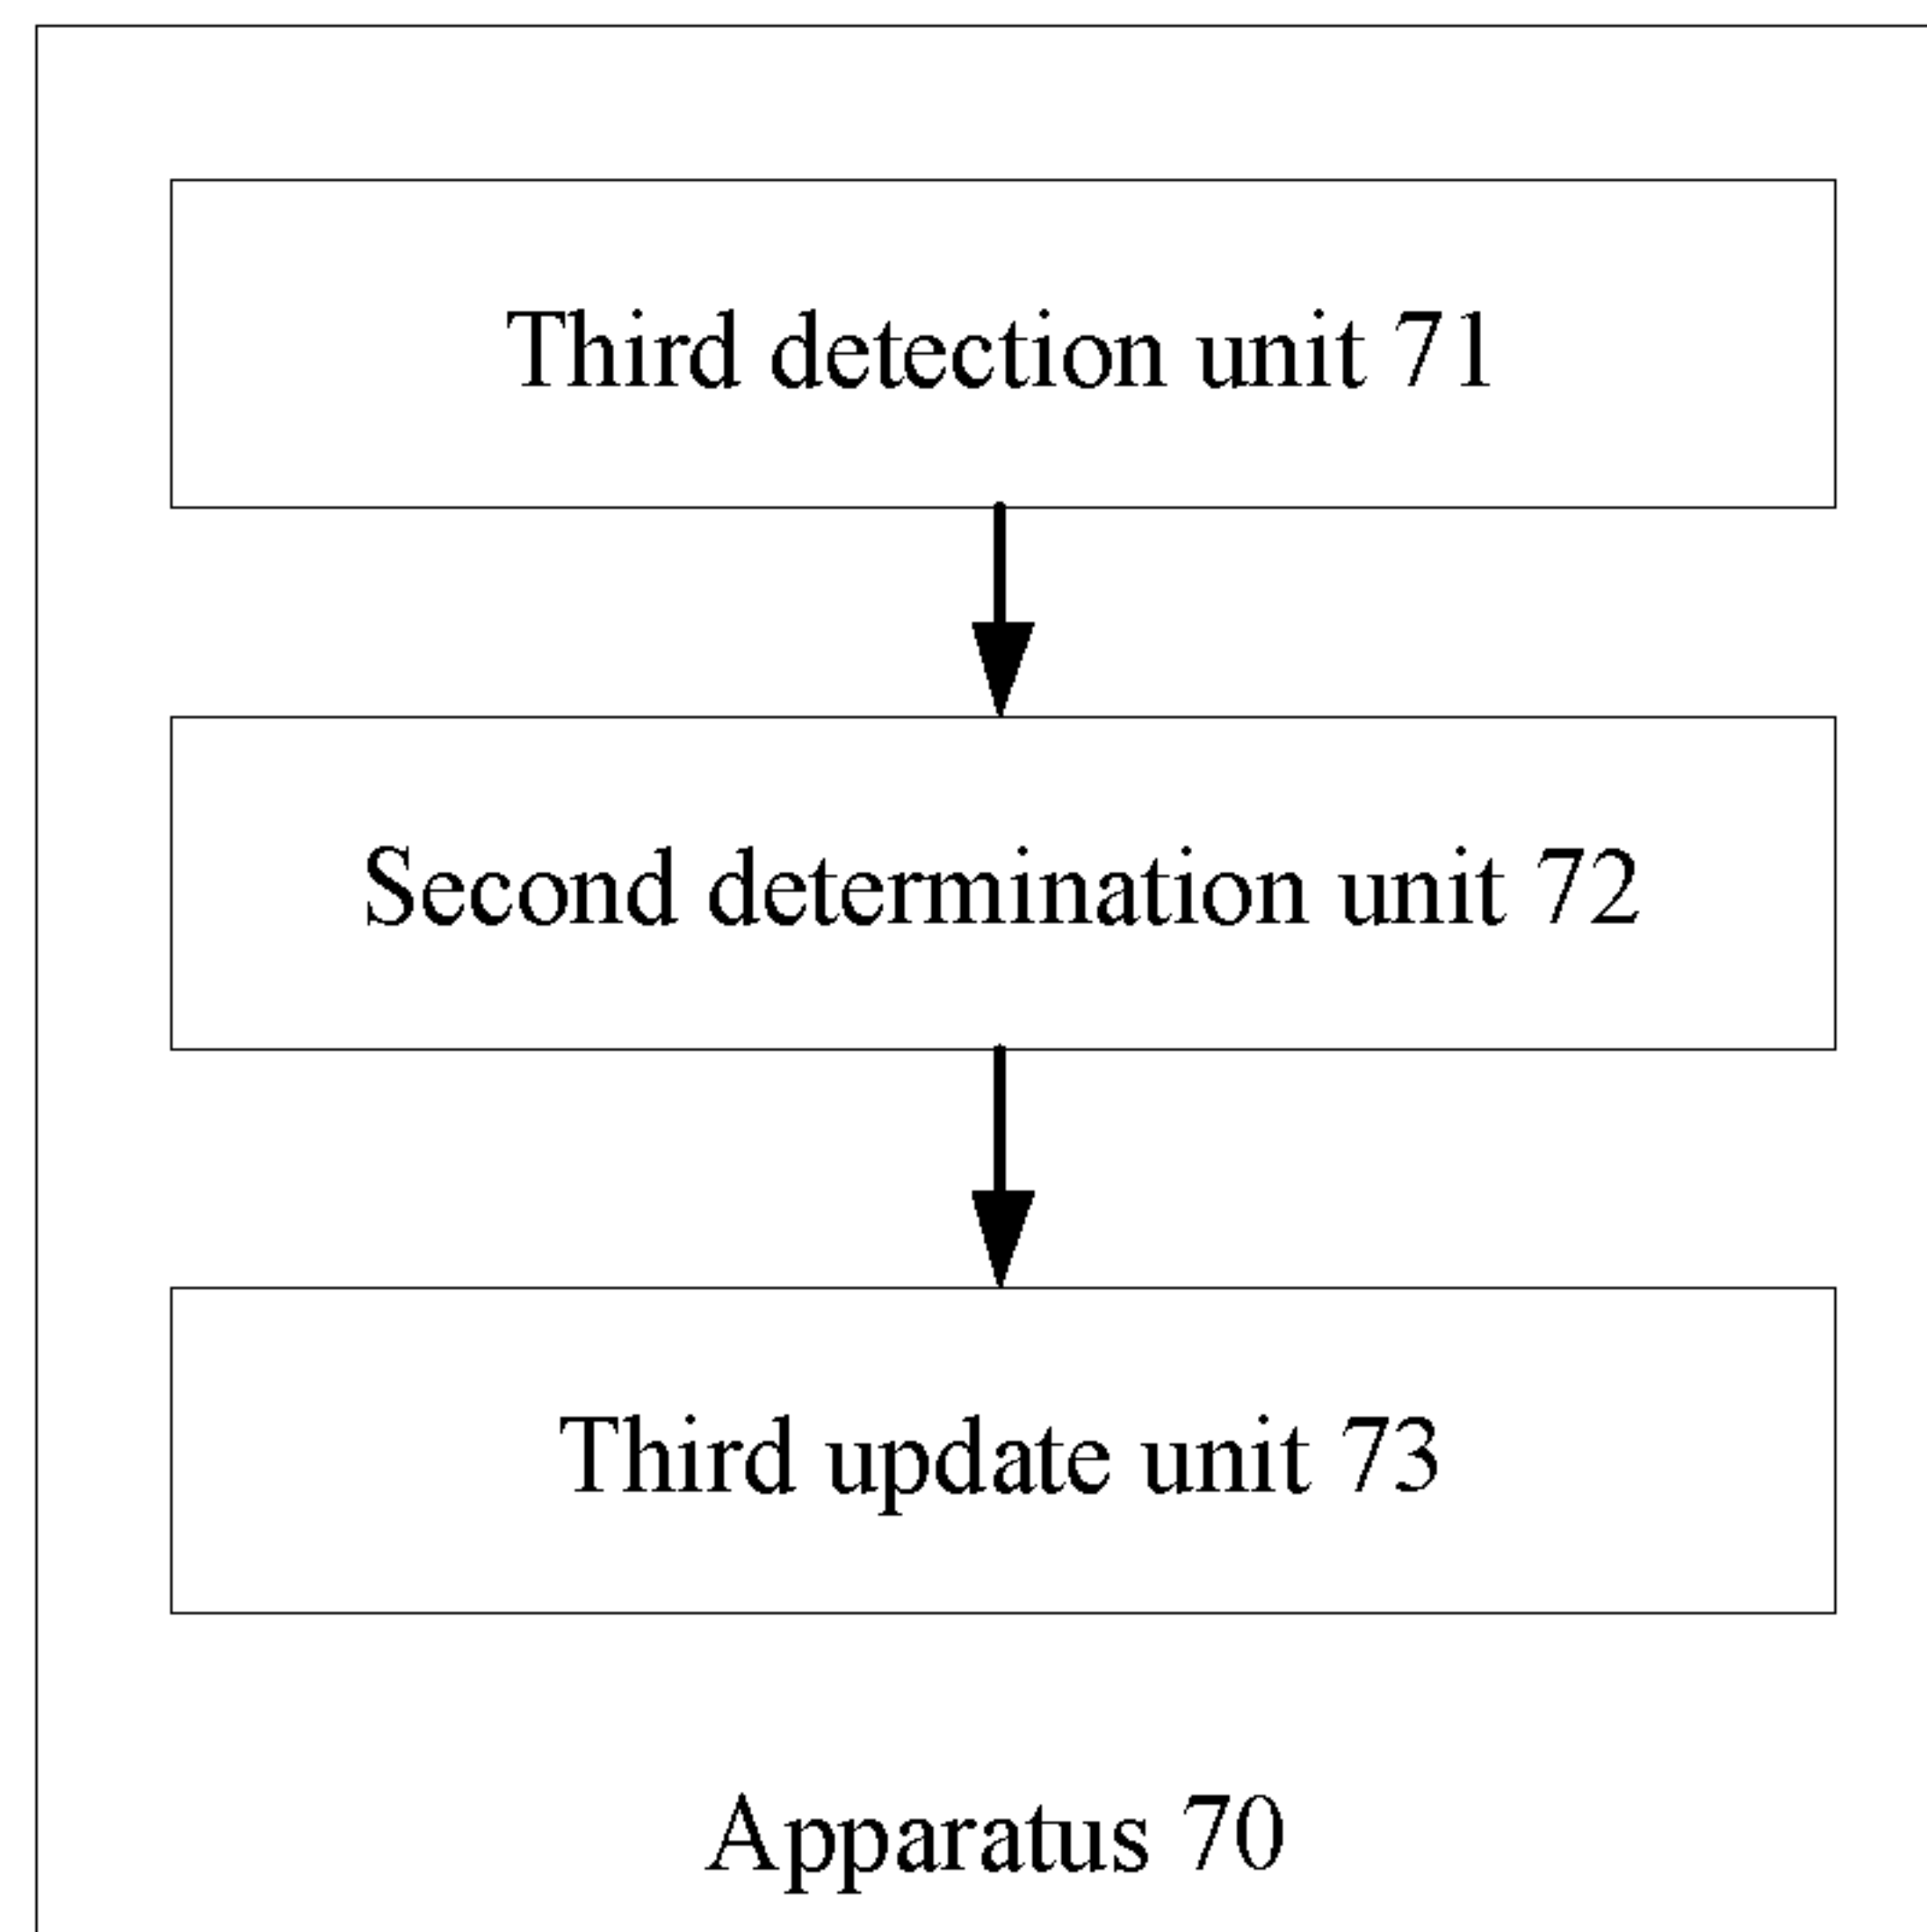 Third detection unit 71
Second determination unit 72
Third update unit 73
Apparatus 70